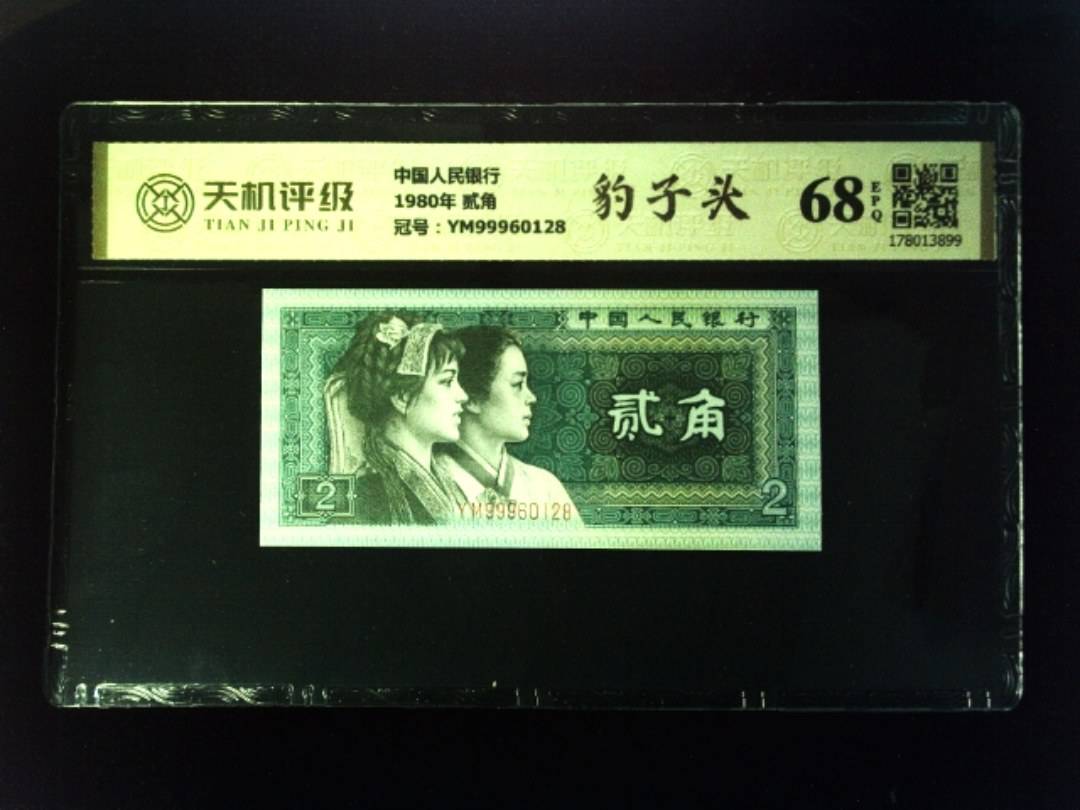 天机评级
TIAN JI PING JI
中国人民银行
1980年 贰角
冠号：YM99960128
豹子头
68
EPQ
178013899
中国人民银行
贰角
2
YM99960128
2